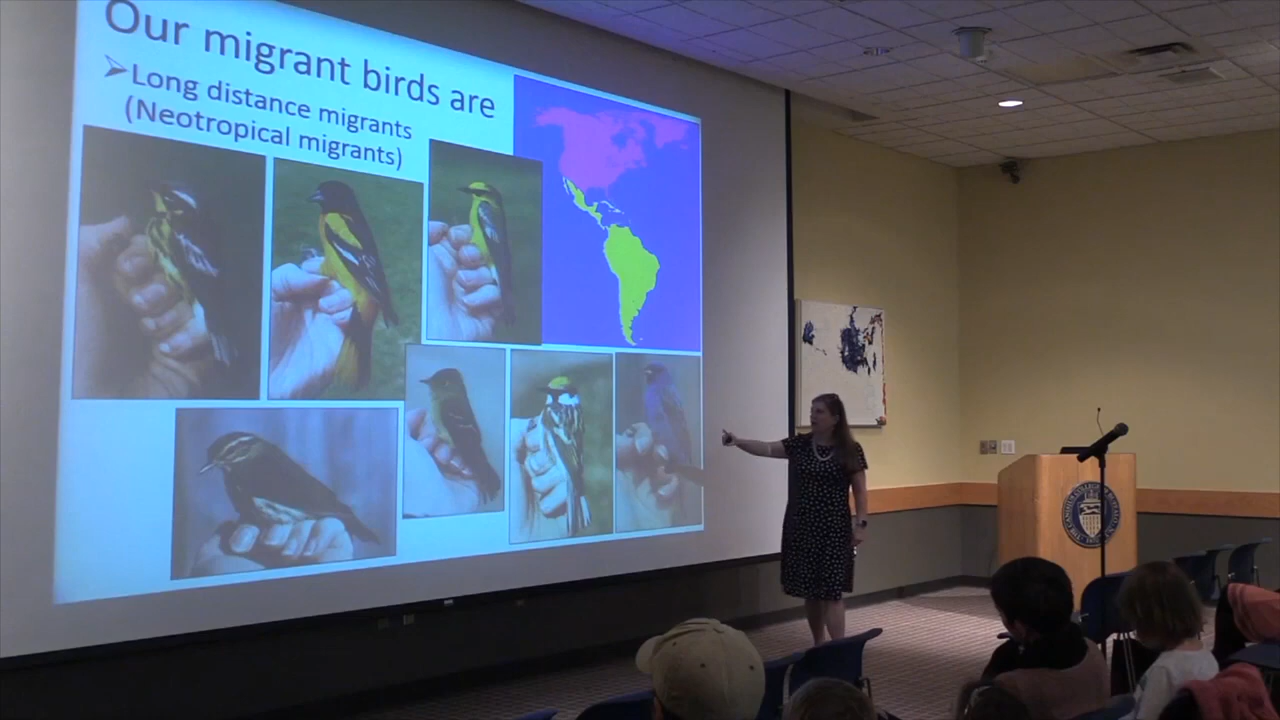 Our migrant birds are
➢Long distance migrants
(Neotropical migrants)